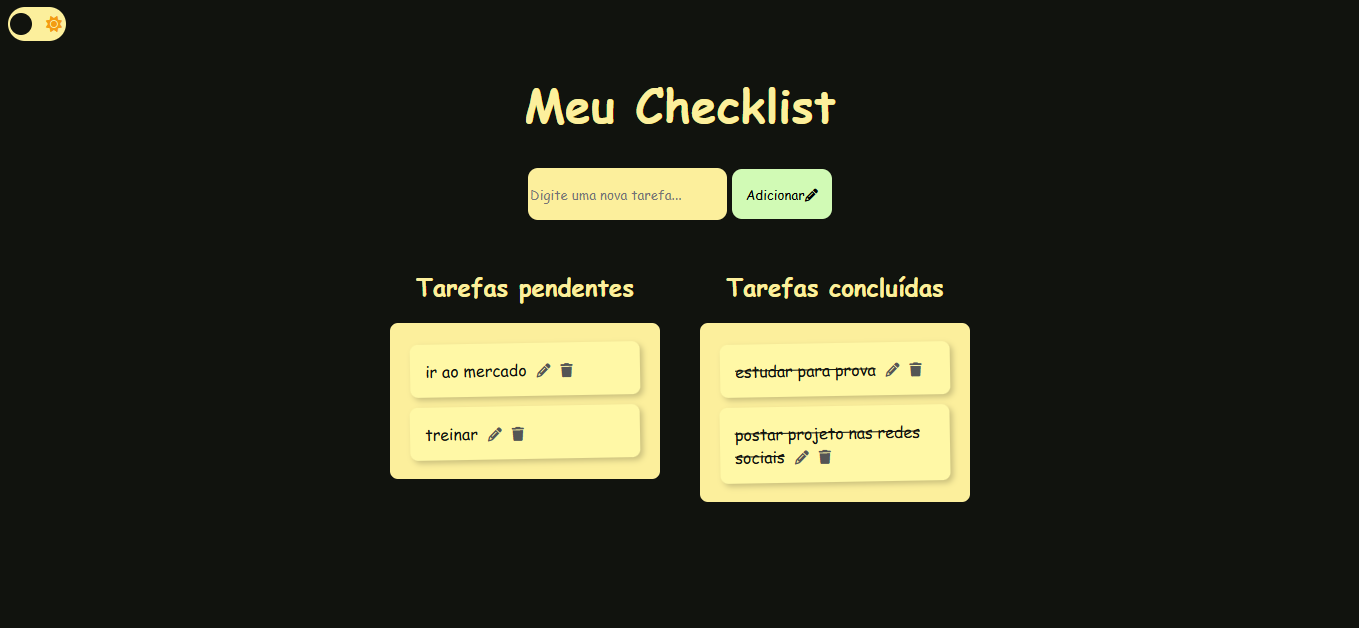 Meu Checklist
Digite uma nova tarefa...
Adicionar
Tarefas pendentes
ir ao mercado
treinar
Tarefas concluídas
estudar para prova
postar projeto nas redes
sociais